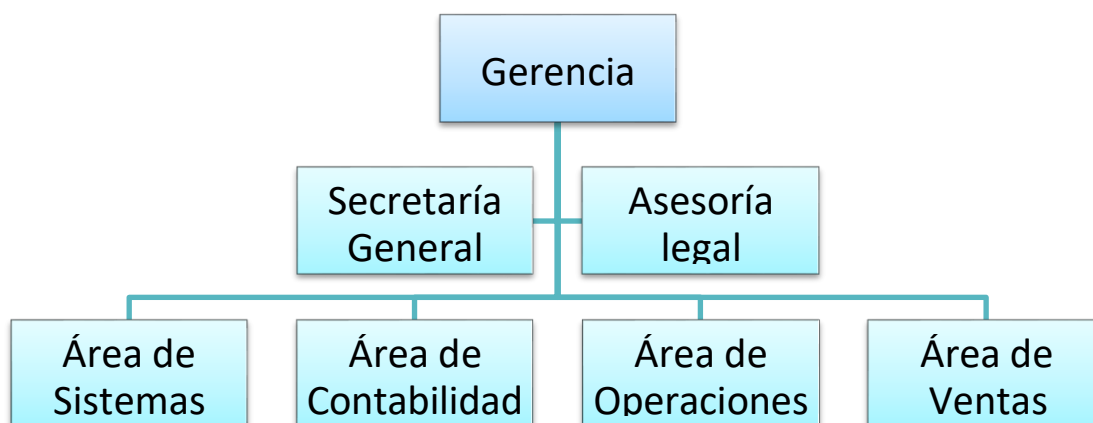 Gerencia
Secretaría
General
Asesoría
legal
Área de
Sistemas
Área de
Contabilidad
Área de
Operaciones
Área de
Ventas